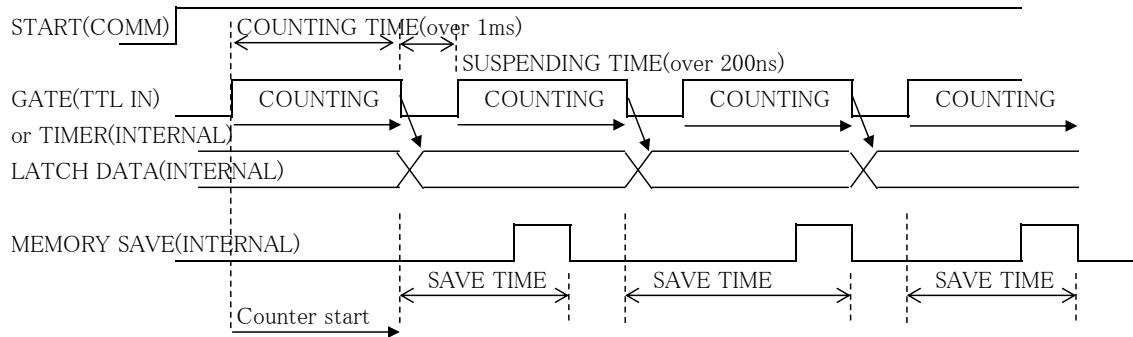 START(COMM)
COUNTING TIME(over 1ms)
SUSPENDING TIME(over 200ns)
GATE(TTL IN)
COUNTING
COUNTING
COUNTING
COUNTING
or TIMER(INTERNAL)
LATCH DATA(INTERNAL)
MEMORY SAVE(INTERNAL)
SAVE TIME
SAVE TIME
SAVE TIME
Counter start